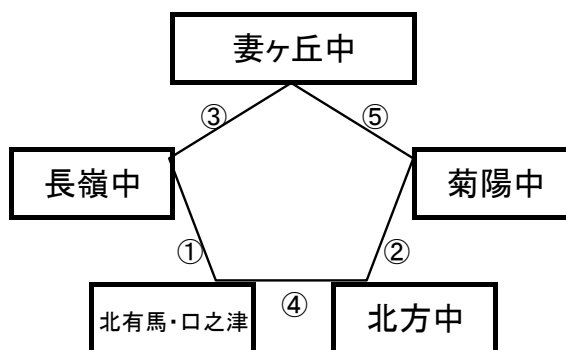 妻ヶ丘中
③ ⑤
長嶺中 菊陽中
① ②
北有馬・口之津 ④ 北方中